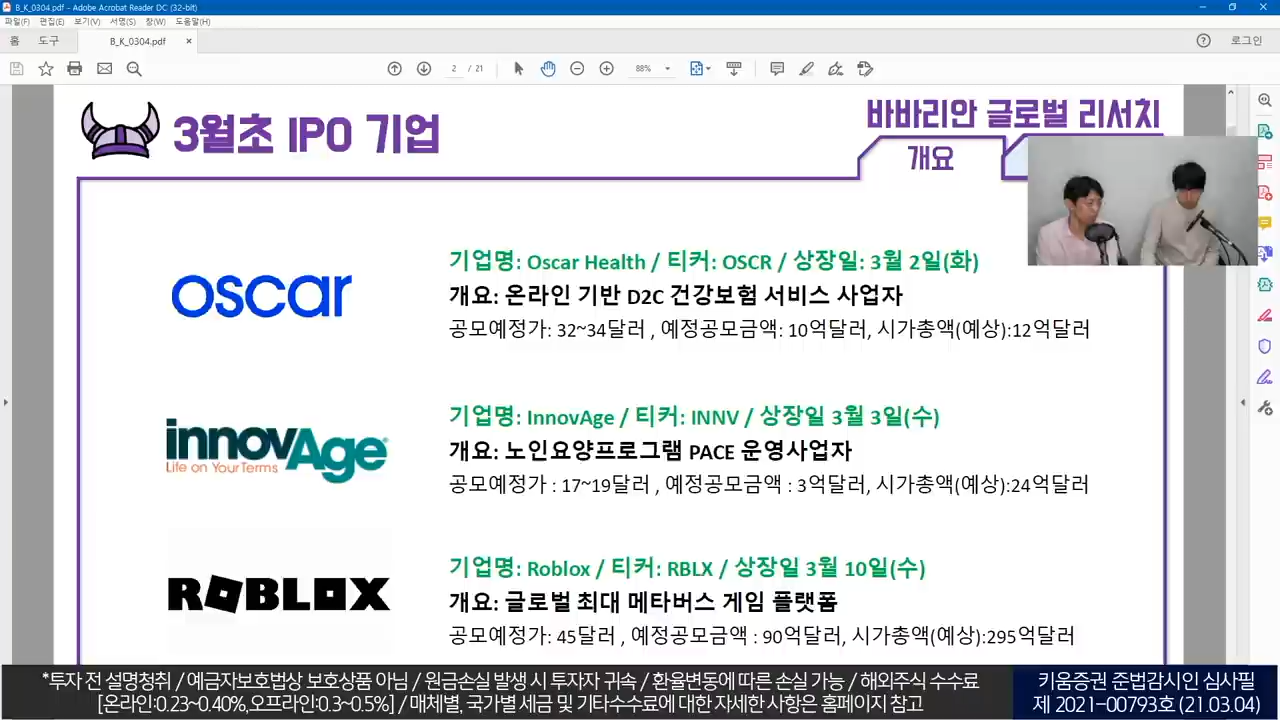 B_K_0304.pdf - Adobe Acrobat Reader DC (32-bit)
파일(F) 편집(E) 보기(V) 서명(S) 창(W) 도움말(H)
홈 도구 B_K_0304.pdf × 로그인
2 / 21 88%
3월초 IPO 기업
바바리안 글로벌 리서치
개요
oscar
기업명: Oscar Health / 티커: OSCR / 상장일: 3월 2일(화)
개요: 온라인 기반 D2C 건강보험 서비스 사업자
공모예정가: 32~34달러 , 예정공모금액: 10억달러, 시가총액(예상):12억달러
innovAge
Life on Your Terms
기업명: InnovAge / 티커: INNV / 상장일 3월 3일(수)
개요: 노인요양프로그램 PACE 운영사업자
공모예정가 : 17~19달러 , 예정공모금액 : 3억달러, 시가총액(예상):24억달러
ROBLOX
기업명: Roblox / 티커: RBLX / 상장일 3월 10일(수)
개요: 글로벌 최대 메타버스 게임 플랫폼
공모예정가: 45달러 , 예정공모금액 : 90억달러, 시가총액(예상):295억달러
*투자 전 설명청취 / 예금자보호법상 보호상품 아님 / 원금손실 발생 시 투자자 귀속 / 환율변동에 따른 손실 가능 / 해외주식 수수료
[온라인:0.23~0.40%,오프라인:0.3~0.5%] / 매체별, 국가별 세금 및 기타수수료에 대한 자세한 사항은 홈페이지 참고
키움증권 준법감시인 심사필
제 2021-00793호 (21.03.04)